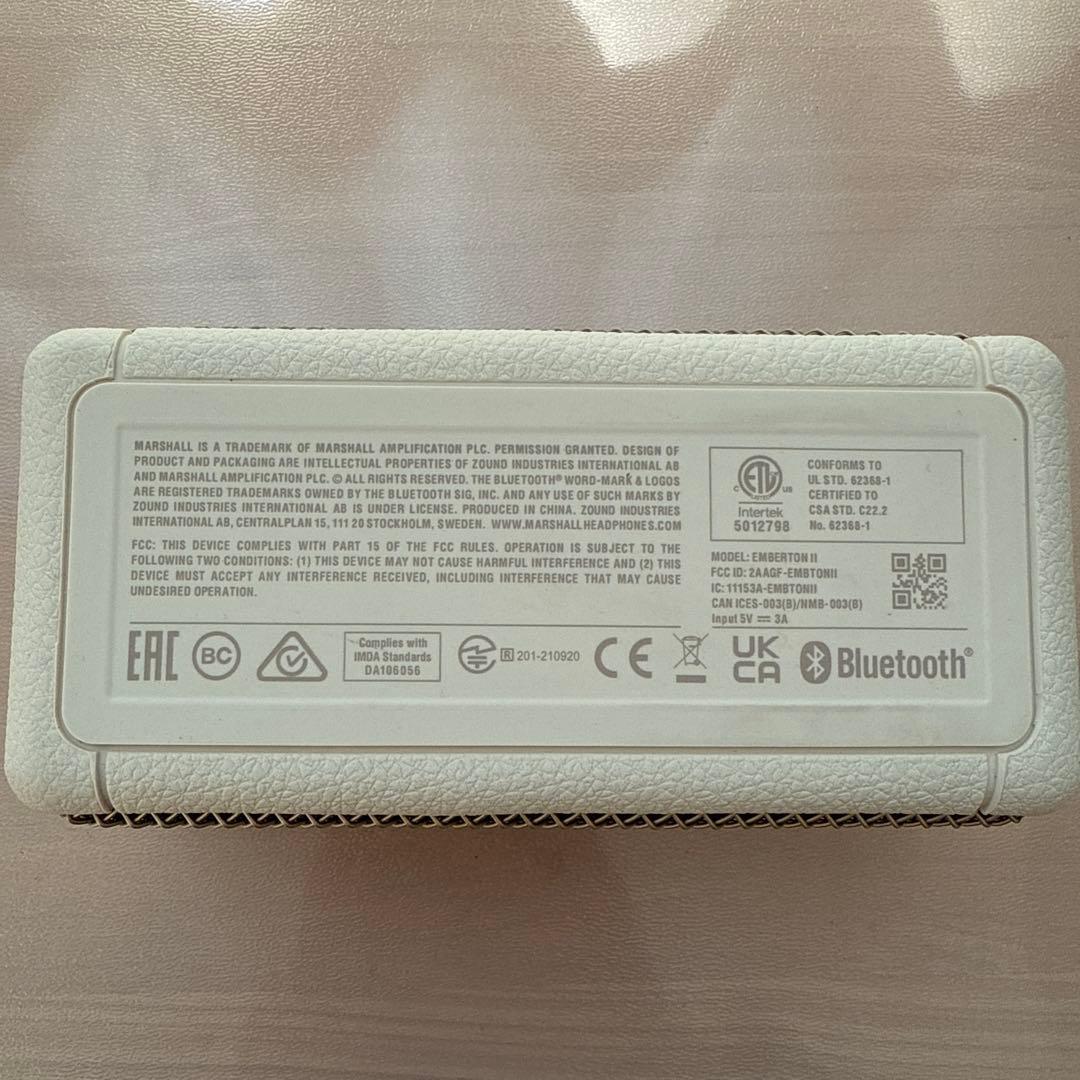 MARSHALL IS A TRADEMARK OF MARSHALL AMPLIFICATION PLC. PERMISSION GRANTED. DESIGN OF
PRODUCT AND PACKAGING ARE INTELLECTUAL PROPERTIES OF ZOUND INDUSTRIES INTERNATIONAL AB
AND MARSHALL AMPLIFICATION PLC. © ALL RIGHTS RESERVED. THE BLUETOOTH® WORD-MARK & LOGOS
ARE REGISTERED TRADEMARKS OWNED BY THE BLUETOOTH SIG, INC. AND ANY USE OF SUCH MARKS BY
ZOUND INDUSTRIES INTERNATIONAL AB IS UNDER LICENSE. PRODUCED IN CHINA. ZOUND INDUSTRIES
INTERNATIONAL AB, CENTRALPLAN 15, 111 20 STOCKHOLM, SWEDEN. WWW.MARSHALLHEADPHONES.COM
FCC: THIS DEVICE COMPLIES WITH PART 15 OF THE FCC RULES. OPERATION IS SUBJECT TO THE
FOLLOWING TWO CONDITIONS: (1) THIS DEVICE MAY NOT CAUSE HARMFUL INTERFERENCE AND (2) THIS
DEVICE MUST ACCEPT ANY INTERFERENCE RECEIVED, INCLUDING INTERFERENCE THAT MAY CAUSE
UNDESIRED OPERATION.
C ETL US
LISTED
Intertek
5012798
CONFORMS TO
UL STD. 62368-1
CERTIFIED TO
CSA STD. C22.2
No. 62368-1
MODEL: EMBERTON II
FCC ID: 2AAGF-EMBTONII
IC: 11153A-EMBTONII
CAN ICES-003(B)/NMB-003(B)
Input 5V ⎓ 3A
EAC
BC
Complies with
IMDA Standards
DA106056
R 201-210920
CE
UK
CA
Bluetooth®